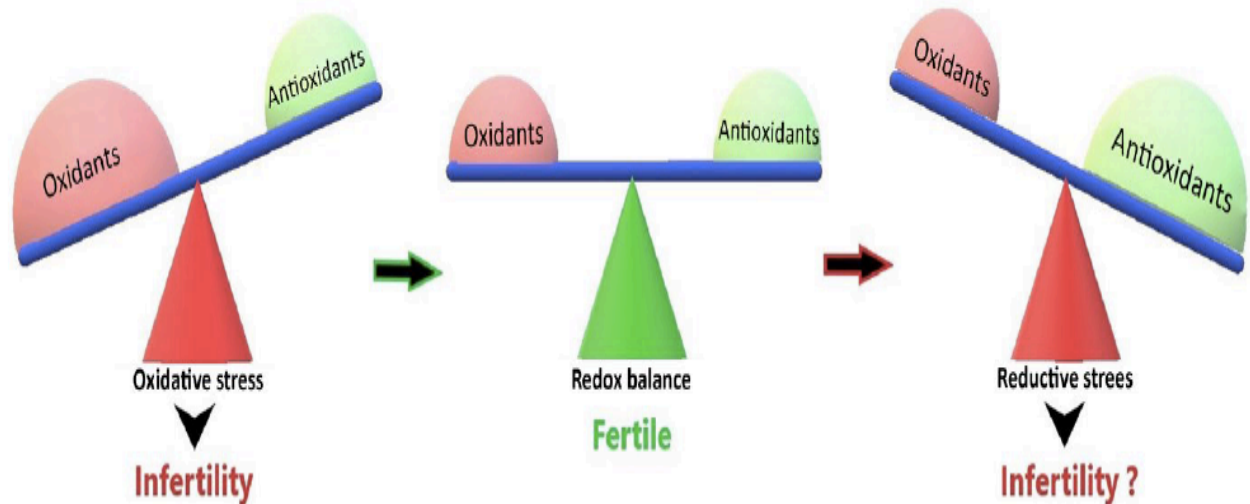 Oxidants
Antioxidants
Oxidative stress
Infertility
Oxidants
Antioxidants
Redox balance
Fertile
Oxidants
Antioxidants
Reductive strees
Infertility ?